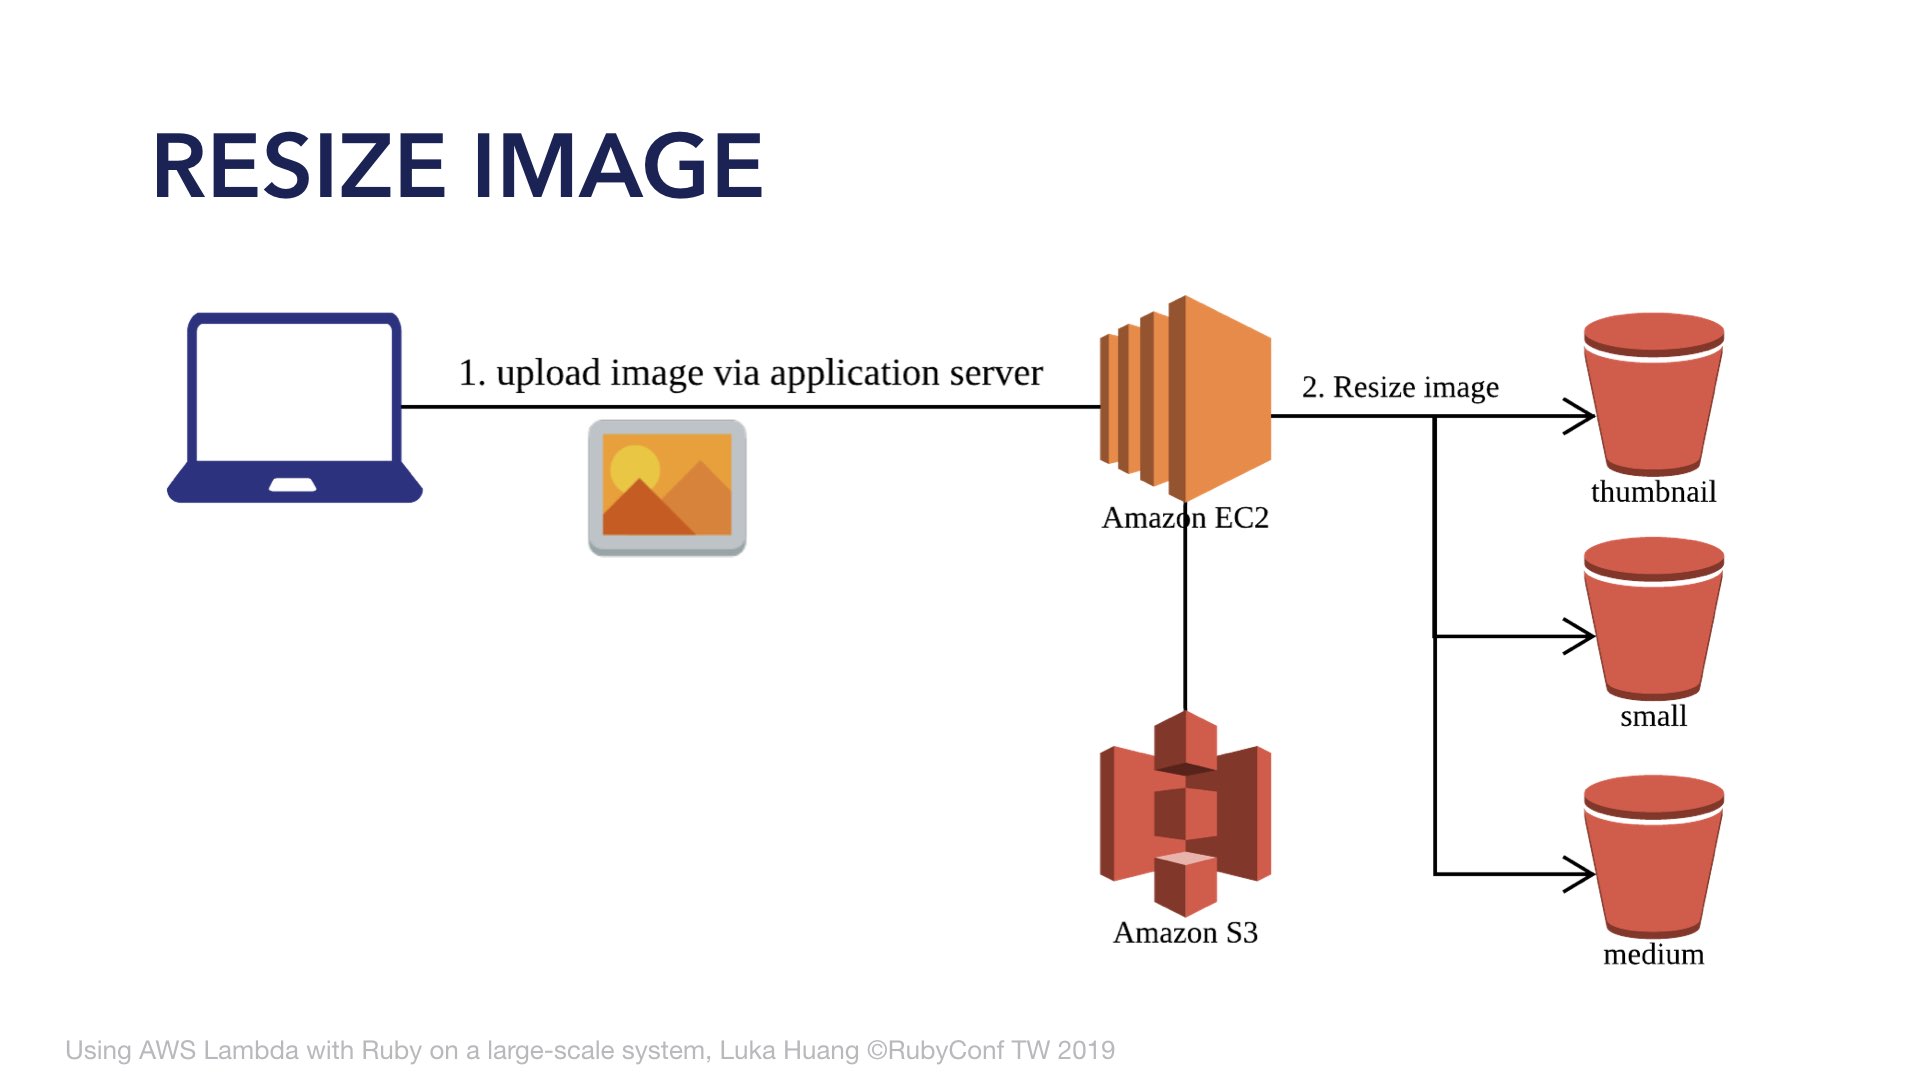 RESIZE IMAGE
1. upload image via application server
2. Resize image
thumbnail
Amazon EC2
small
Amazon S3
medium
Using AWS Lambda with Ruby on a large-scale system, Luka Huang ©RubyConf TW 2019